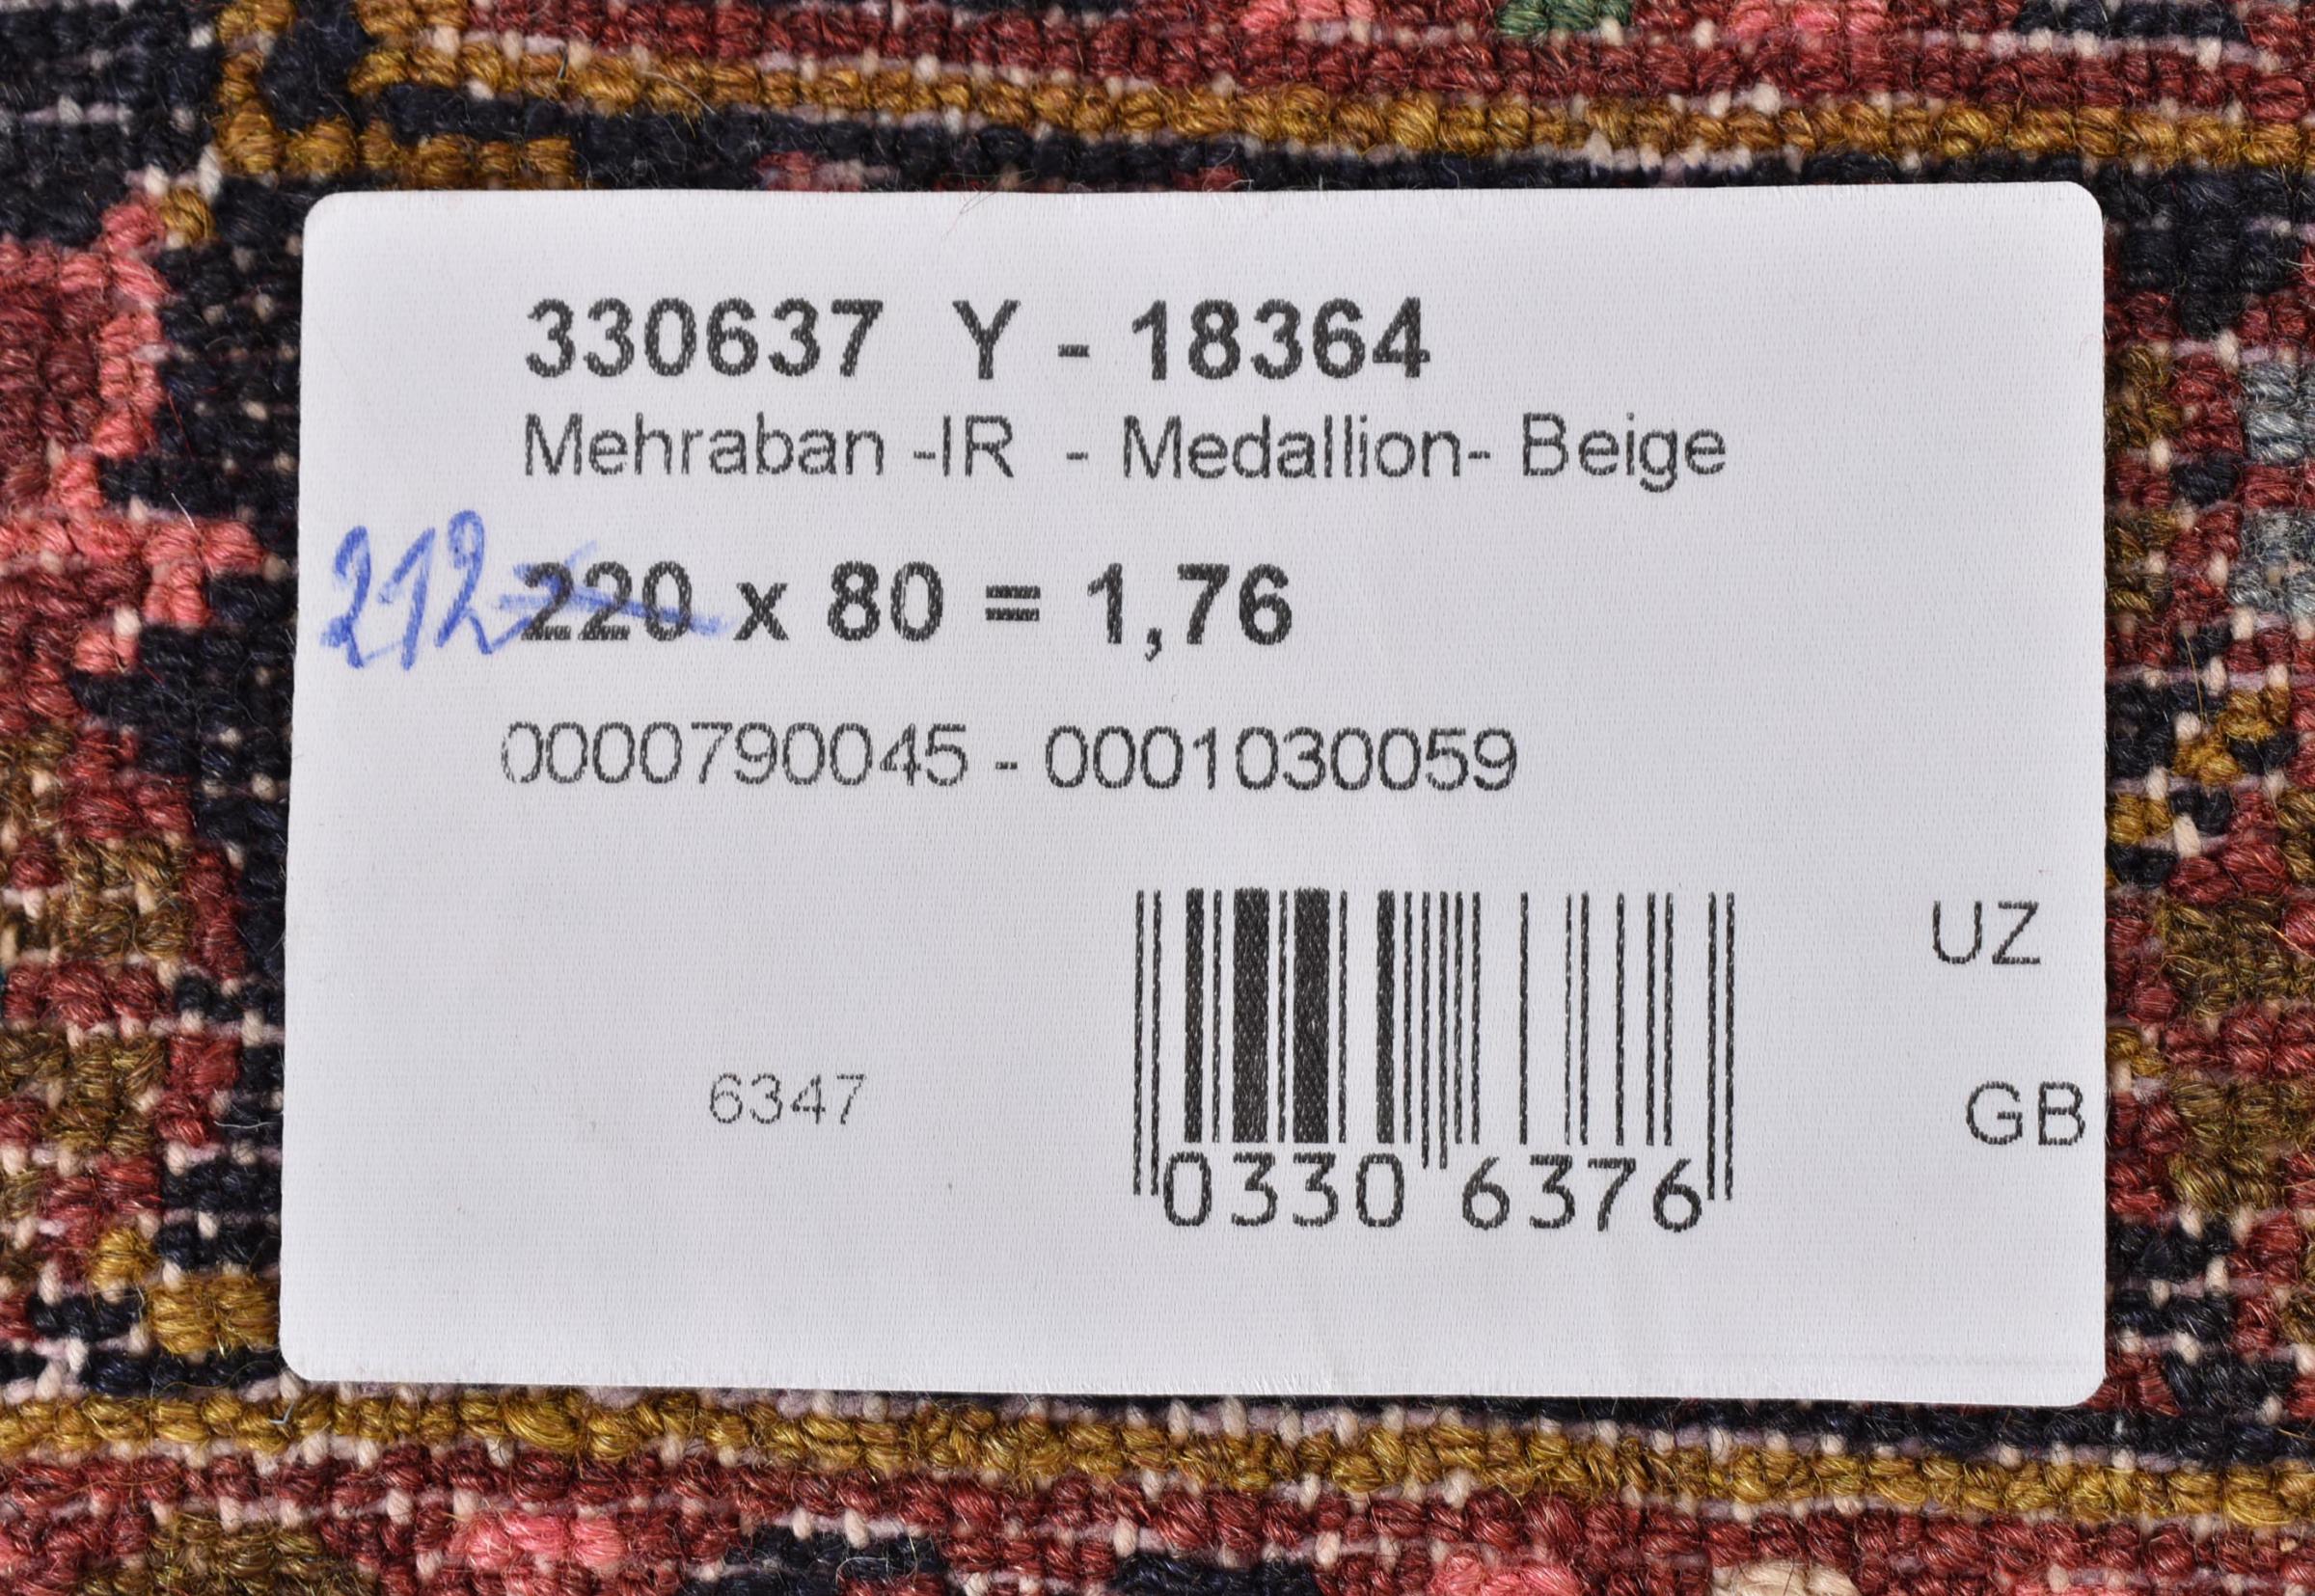 330637 Y - 18364
Mehraban -IR - Medallion- Beige
212 220 x 80 = 1,76
0000790045 - 0001030059
UZ
6347
GB
0330 6376